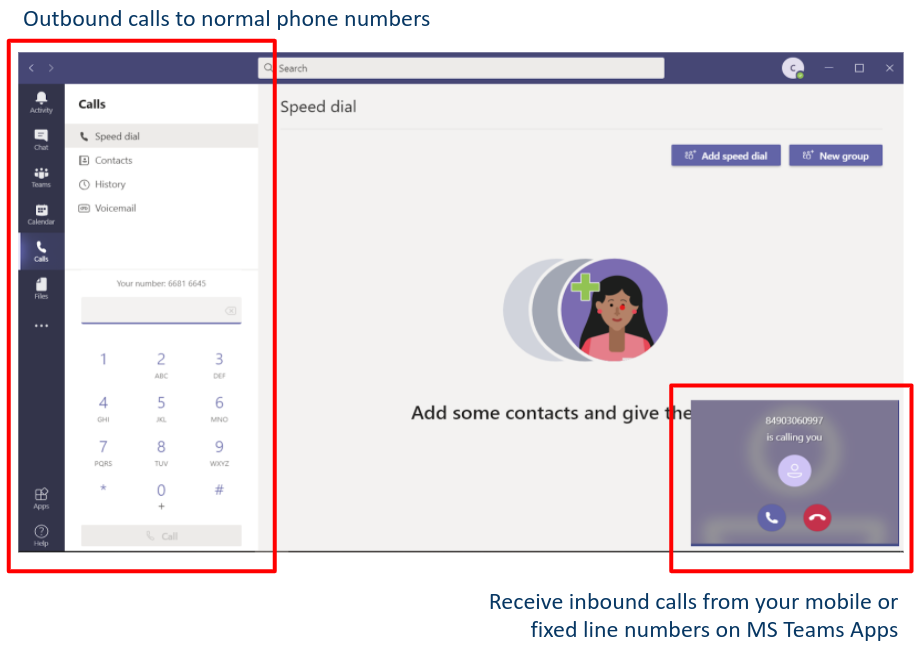 Outbound calls to normal phone numbers
Search
C
Activity
Chat
Teams
Calendar
Calls
Files
Apps
Help
Calls
Speed dial
Contacts
History
Voicemail
Your number: 6681 6645
1
2
3
ABC
DEF
4
5
6
GHI
JKL
MNO
7
8
9
PQRS
TUV
WXYZ
*
0
#
+
Call
Speed dial
Add speed dial
New group
Add some contacts and give the
84903060997
is calling you
Receive inbound calls from your mobile or
fixed line numbers on MS Teams Apps